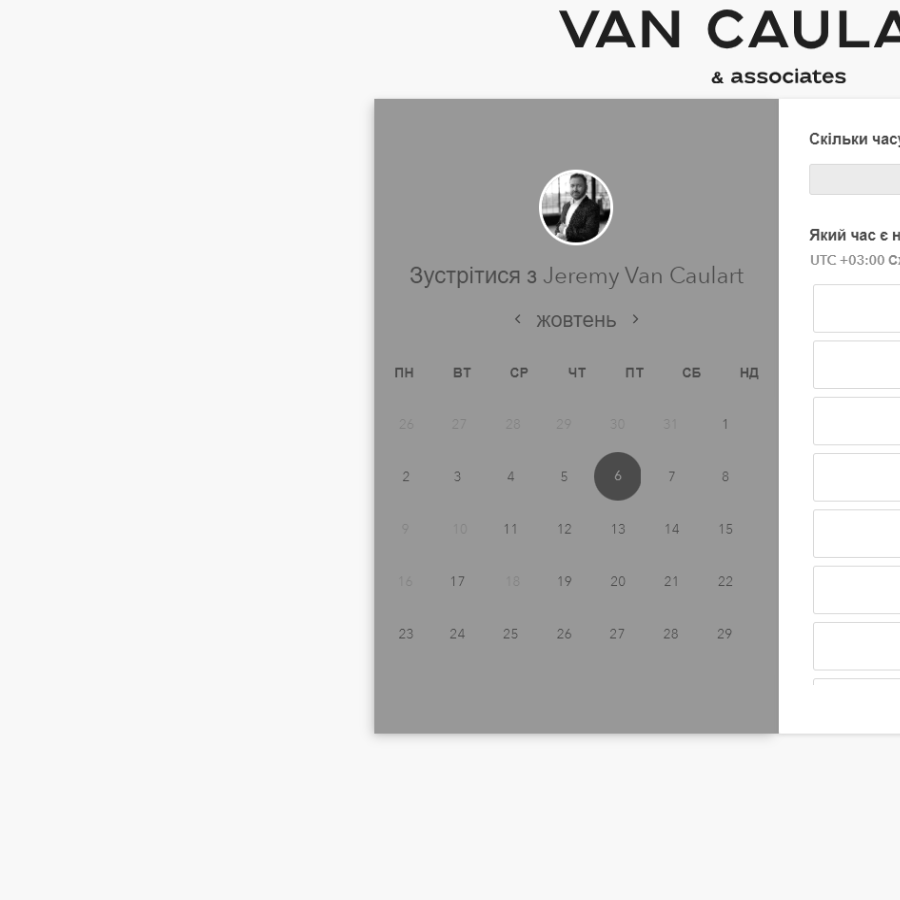 VAN CAULA
& associates
Зустрітися з Jeremy Van Caulart
жовтень
ПН ВТ СР ЧТ ПТ СБ НД
26 27 28 29 30 31 1
2 3 4 5 6 7 8
9 10 11 12 13 14 15
16 17 18 19 20 21 22
23 24 25 26 27 28 29
Скільки часу
Який час є н
UTC +03:00 Сх